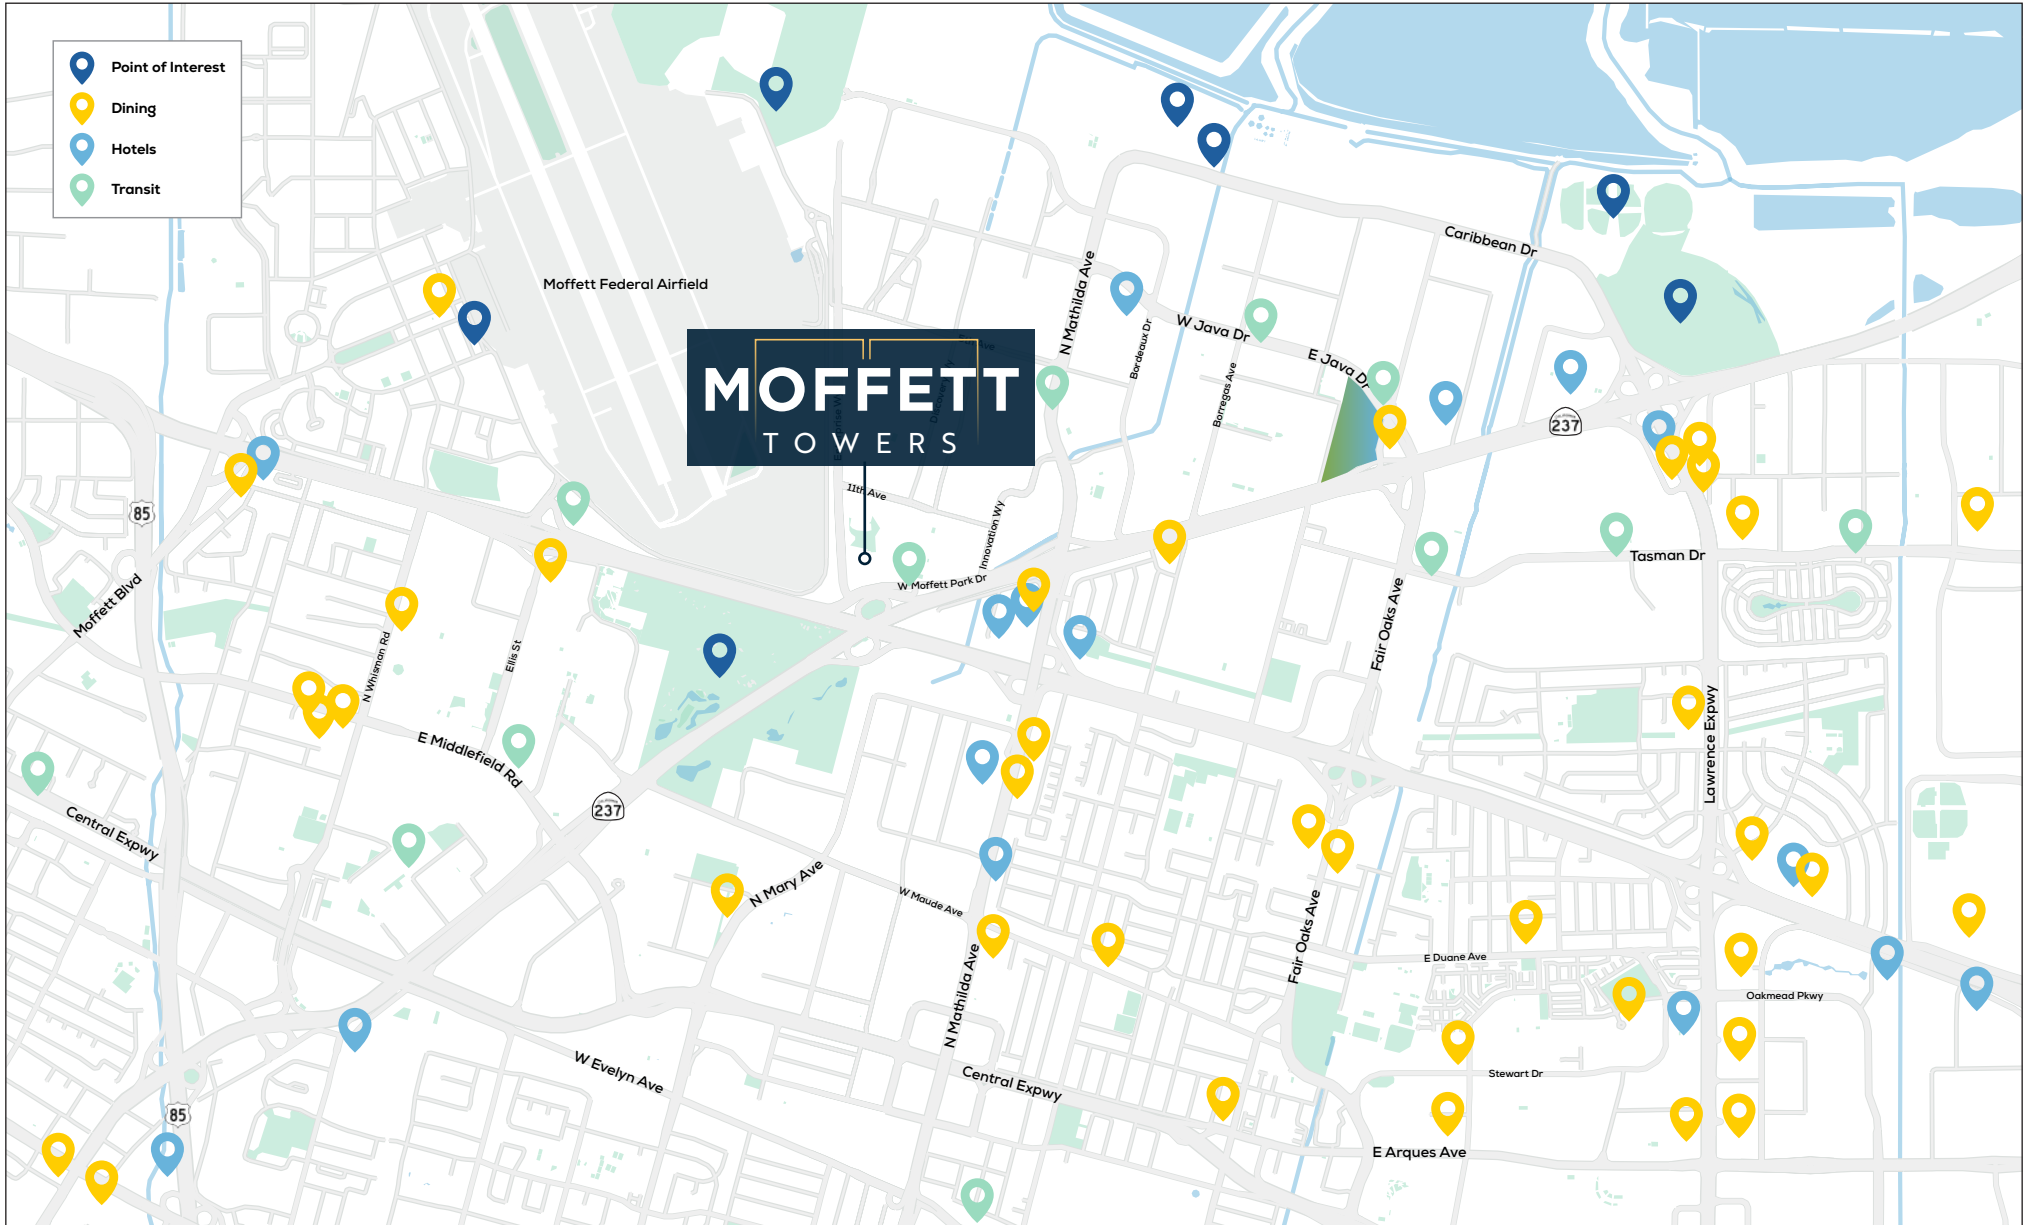 Point of Interest
Dining
Hotels
Transit
Caribbean Dr
Moffett Federal Airfield
N Mathilda Ave
W Java Dr
Bordeaux Dr
E Java Dr
Borregas Ave
MOFFETT
TOWERS
237
85
11th Ave
Innovation Wy
Tasman Dr
W Moffett Park Dr
Moffett Blvd
Fair Oaks Ave
N Whisman Rd
Ellis St
Lawrence Expwy
E Middlefield Rd
237
Central Expwy
N Mary Ave
W Maude Ave
Fair Oaks Ave
E Duane Ave
N Mathilda Ave
Oakmead Pkwy
W Evelyn Ave
Central Expwy
Stewart Dr
85
E Arques Ave